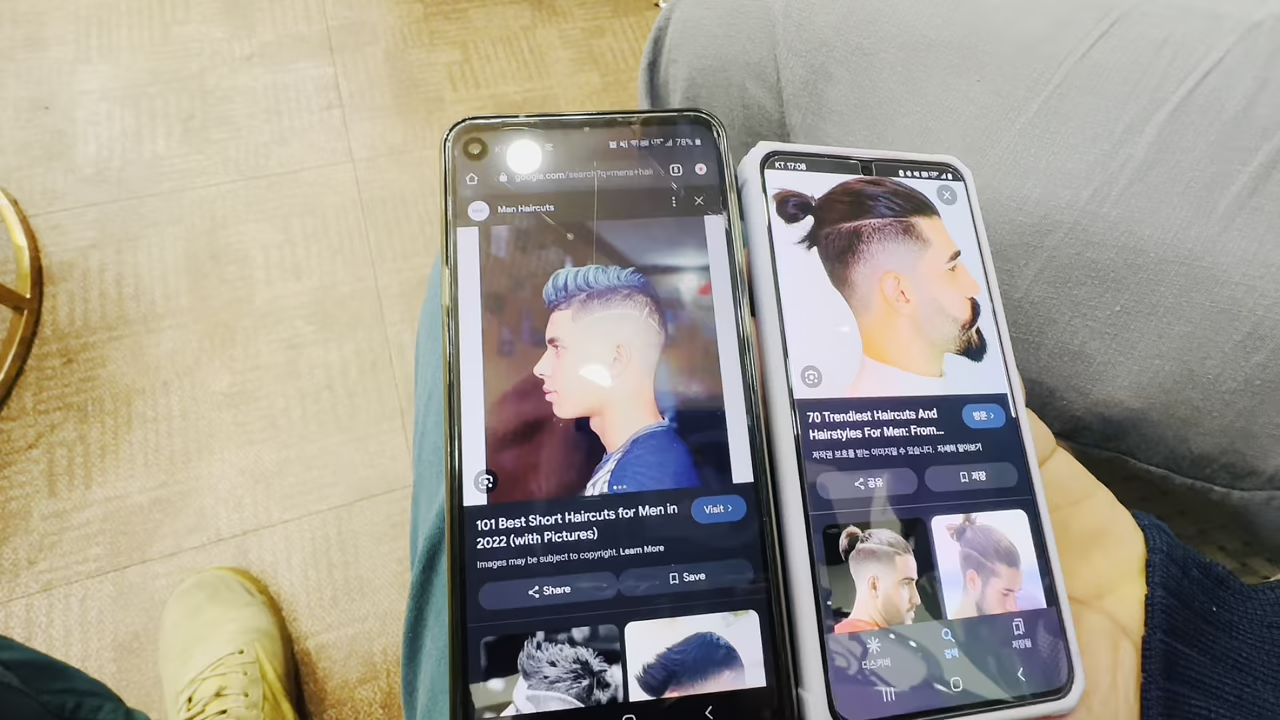 78%
google.com/search?q=mens+hai
Men Haircuts
101 Best Short Haircuts for Men in
2022 (with Pictures)
Visit >
Images may be subject to copyright. Learn More
Share
Save
KT 17:08
70 Trendiest Haircuts And
Hairstyles For Men: From...
방문 >
저작권 보호를 받는 이미지일 수 있습니다. 자세히 알아보기
공유
저장
디스커버
검색
저장됨